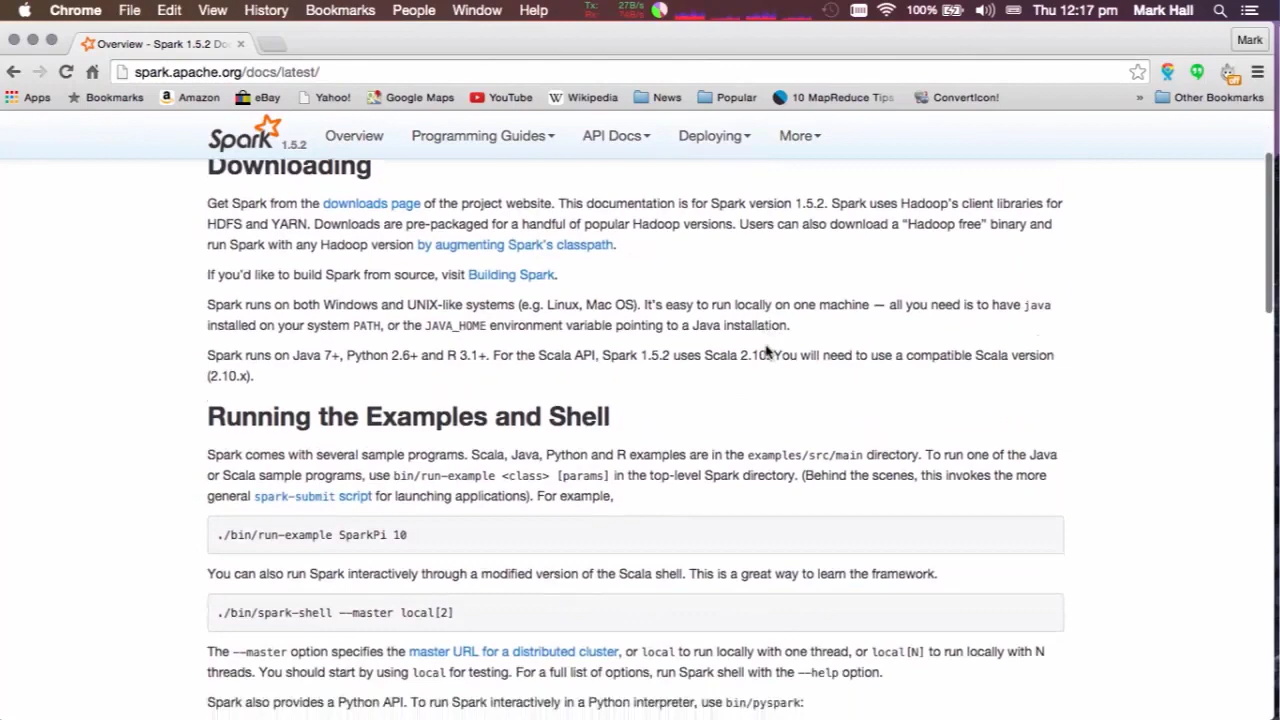 Chrome File Edit View History Bookmarks People Window Help Tx: 27B/s Rx: 74B/s 100% Thu 12:17 pm Mark Hall
Overview - Spark 1.5.2 Do Mark
spark.apache.org/docs/latest/
Apps Bookmarks Amazon eBay Yahoo! Google Maps YouTube Wikipedia News Popular 10 MapReduce Tips ConvertIcon! » Other Bookmarks
Spark 1.5.2 Overview Programming Guides API Docs Deploying More
Downloading
Get Spark from the downloads page of the project website. This documentation is for Spark version 1.5.2. Spark uses Hadoop's client libraries for
HDFS and YARN. Downloads are pre-packaged for a handful of popular Hadoop versions. Users can also download a “Hadoop free” binary and
run Spark with any Hadoop version by augmenting Spark's classpath.
If you'd like to build Spark from source, visit Building Spark.
Spark runs on both Windows and UNIX-like systems (e.g. Linux, Mac OS). It's easy to run locally on one machine — all you need is to have java
installed on your system PATH, or the JAVA_HOME environment variable pointing to a Java installation.
Spark runs on Java 7+, Python 2.6+ and R 3.1+. For the Scala API, Spark 1.5.2 uses Scala 2.10. You will need to use a compatible Scala version
(2.10.x).
Running the Examples and Shell
Spark comes with several sample programs. Scala, Java, Python and R examples are in the examples/src/main directory. To run one of the Java
or Scala sample programs, use bin/run-example <class> [params] in the top-level Spark directory. (Behind the scenes, this invokes the more
general spark-submit script for launching applications). For example,
./bin/run-example SparkPi 10
You can also run Spark interactively through a modified version of the Scala shell. This is a great way to learn the framework.
./bin/spark-shell --master local[2]
The --master option specifies the master URL for a distributed cluster, or local to run locally with one thread, or local[N] to run locally with N
threads. You should start by using local for testing. For a full list of options, run Spark shell with the --help option.
Spark also provides a Python API. To run Spark interactively in a Python interpreter, use bin/pyspark: